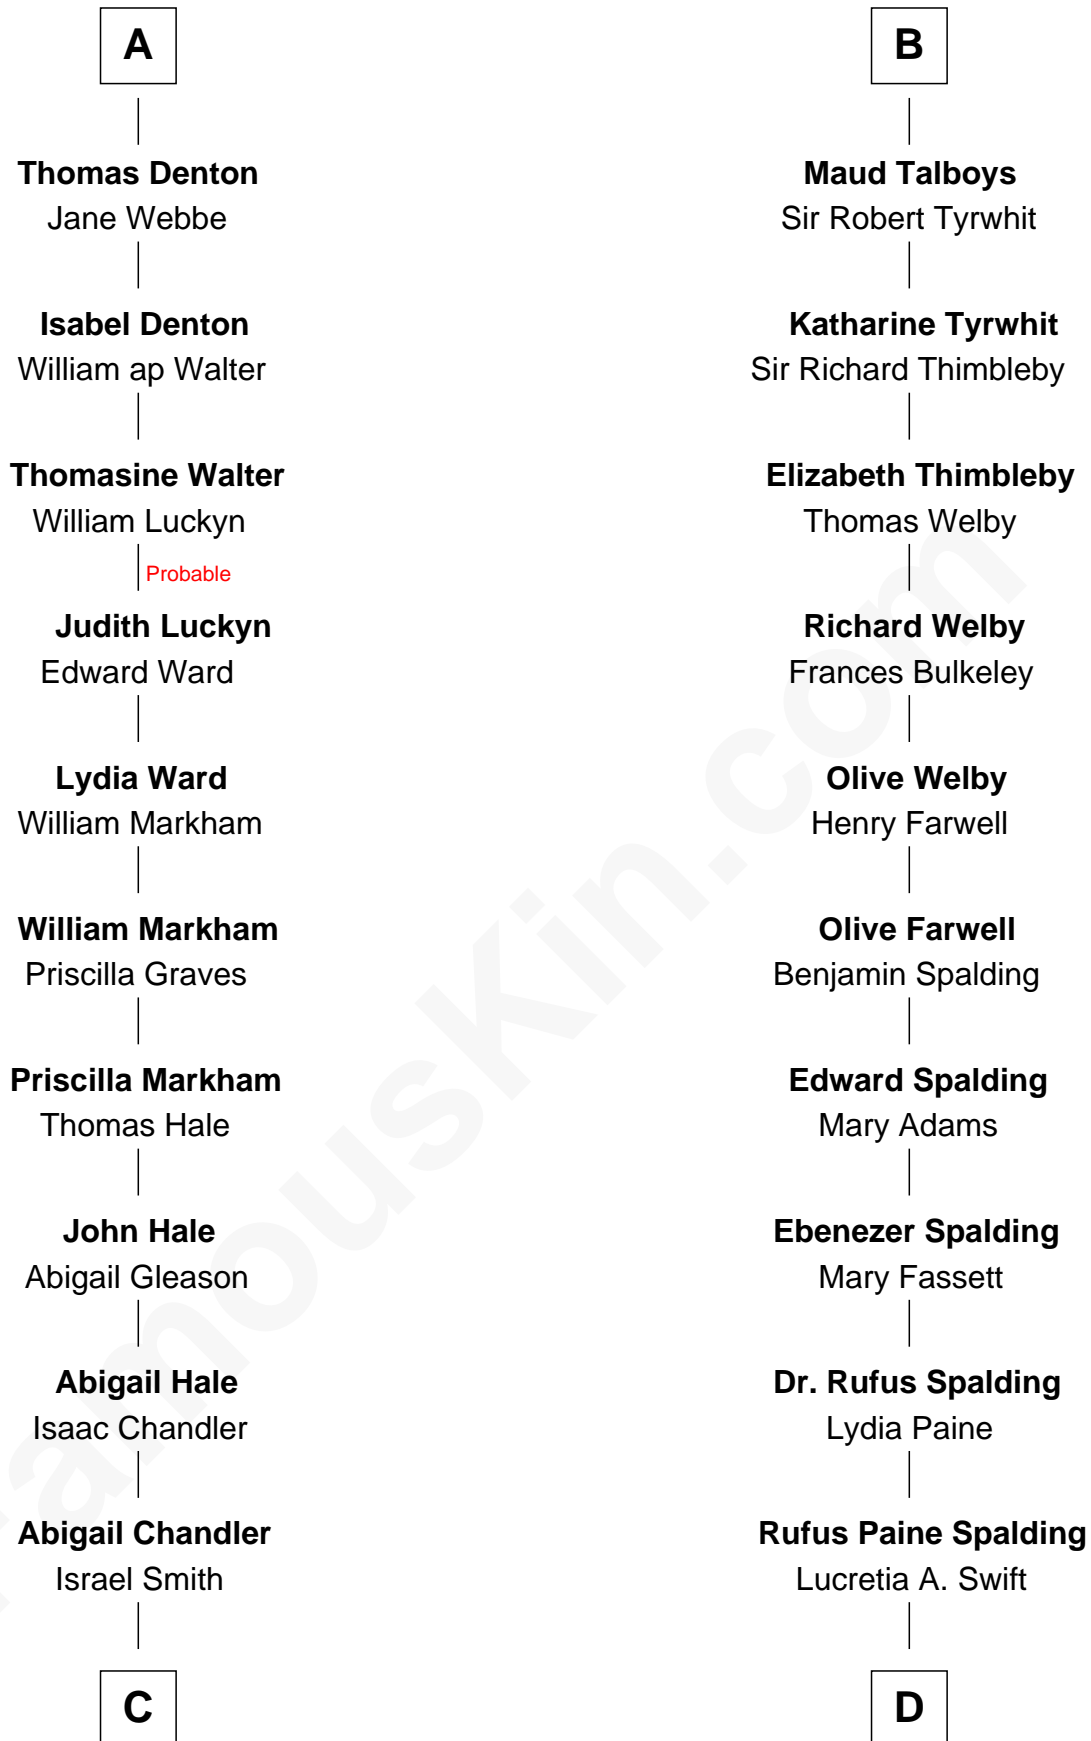 A
Thomas Denton
Jane Webbe
Isabel Denton
William ap Walter
Thomasine Walter
William Luckyn
Probable
Judith Luckyn
Edward Ward
Lydia Ward
William Markham
William Markham
Priscilla Graves
Priscilla Markham
Thomas Hale
John Hale
Abigail Gleason
Abigail Hale
Isaac Chandler
Abigail Chandler
Israel Smith
C
B
Maud Talboys
Sir Robert Tyrwhit
Katharine Tyrwhit
Sir Richard Thimbleby
Elizabeth Thimbleby
Thomas Welby
Richard Welby
Frances Bulkeley
Olive Welby
Henry Farwell
Olive Farwell
Benjamin Spalding
Edward Spalding
Mary Adams
Ebenezer Spalding
Mary Fassett
Dr. Rufus Spalding
Lydia Paine
Rufus Paine Spalding
Lucretia A. Swift
D
FamousKin.com